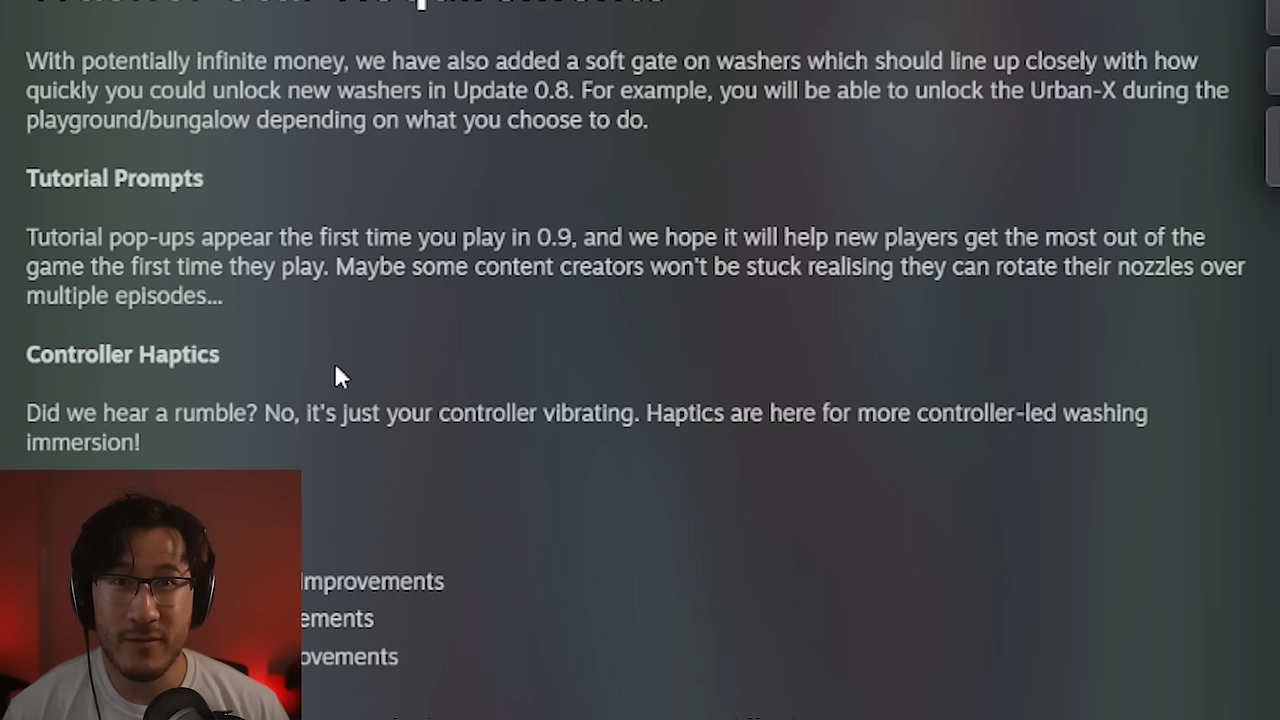 With potentially infinite money, we have also added a soft gate on washers which should line up closely with how
quickly you could unlock new washers in Update 0.8. For example, you will be able to unlock the Urban-X during the
playground/bungalow depending on what you choose to do.
Tutorial Prompts
Tutorial pop-ups appear the first time you play in 0.9, and we hope it will help new players get the most out of the
game the first time they play. Maybe some content creators won't be stuck realising they can rotate their nozzles over
multiple episodes...
Controller Haptics
Did we hear a rumble? No, it's just your controller vibrating. Haptics are here for more controller-led washing
immersion!
improvements
ements
ovements